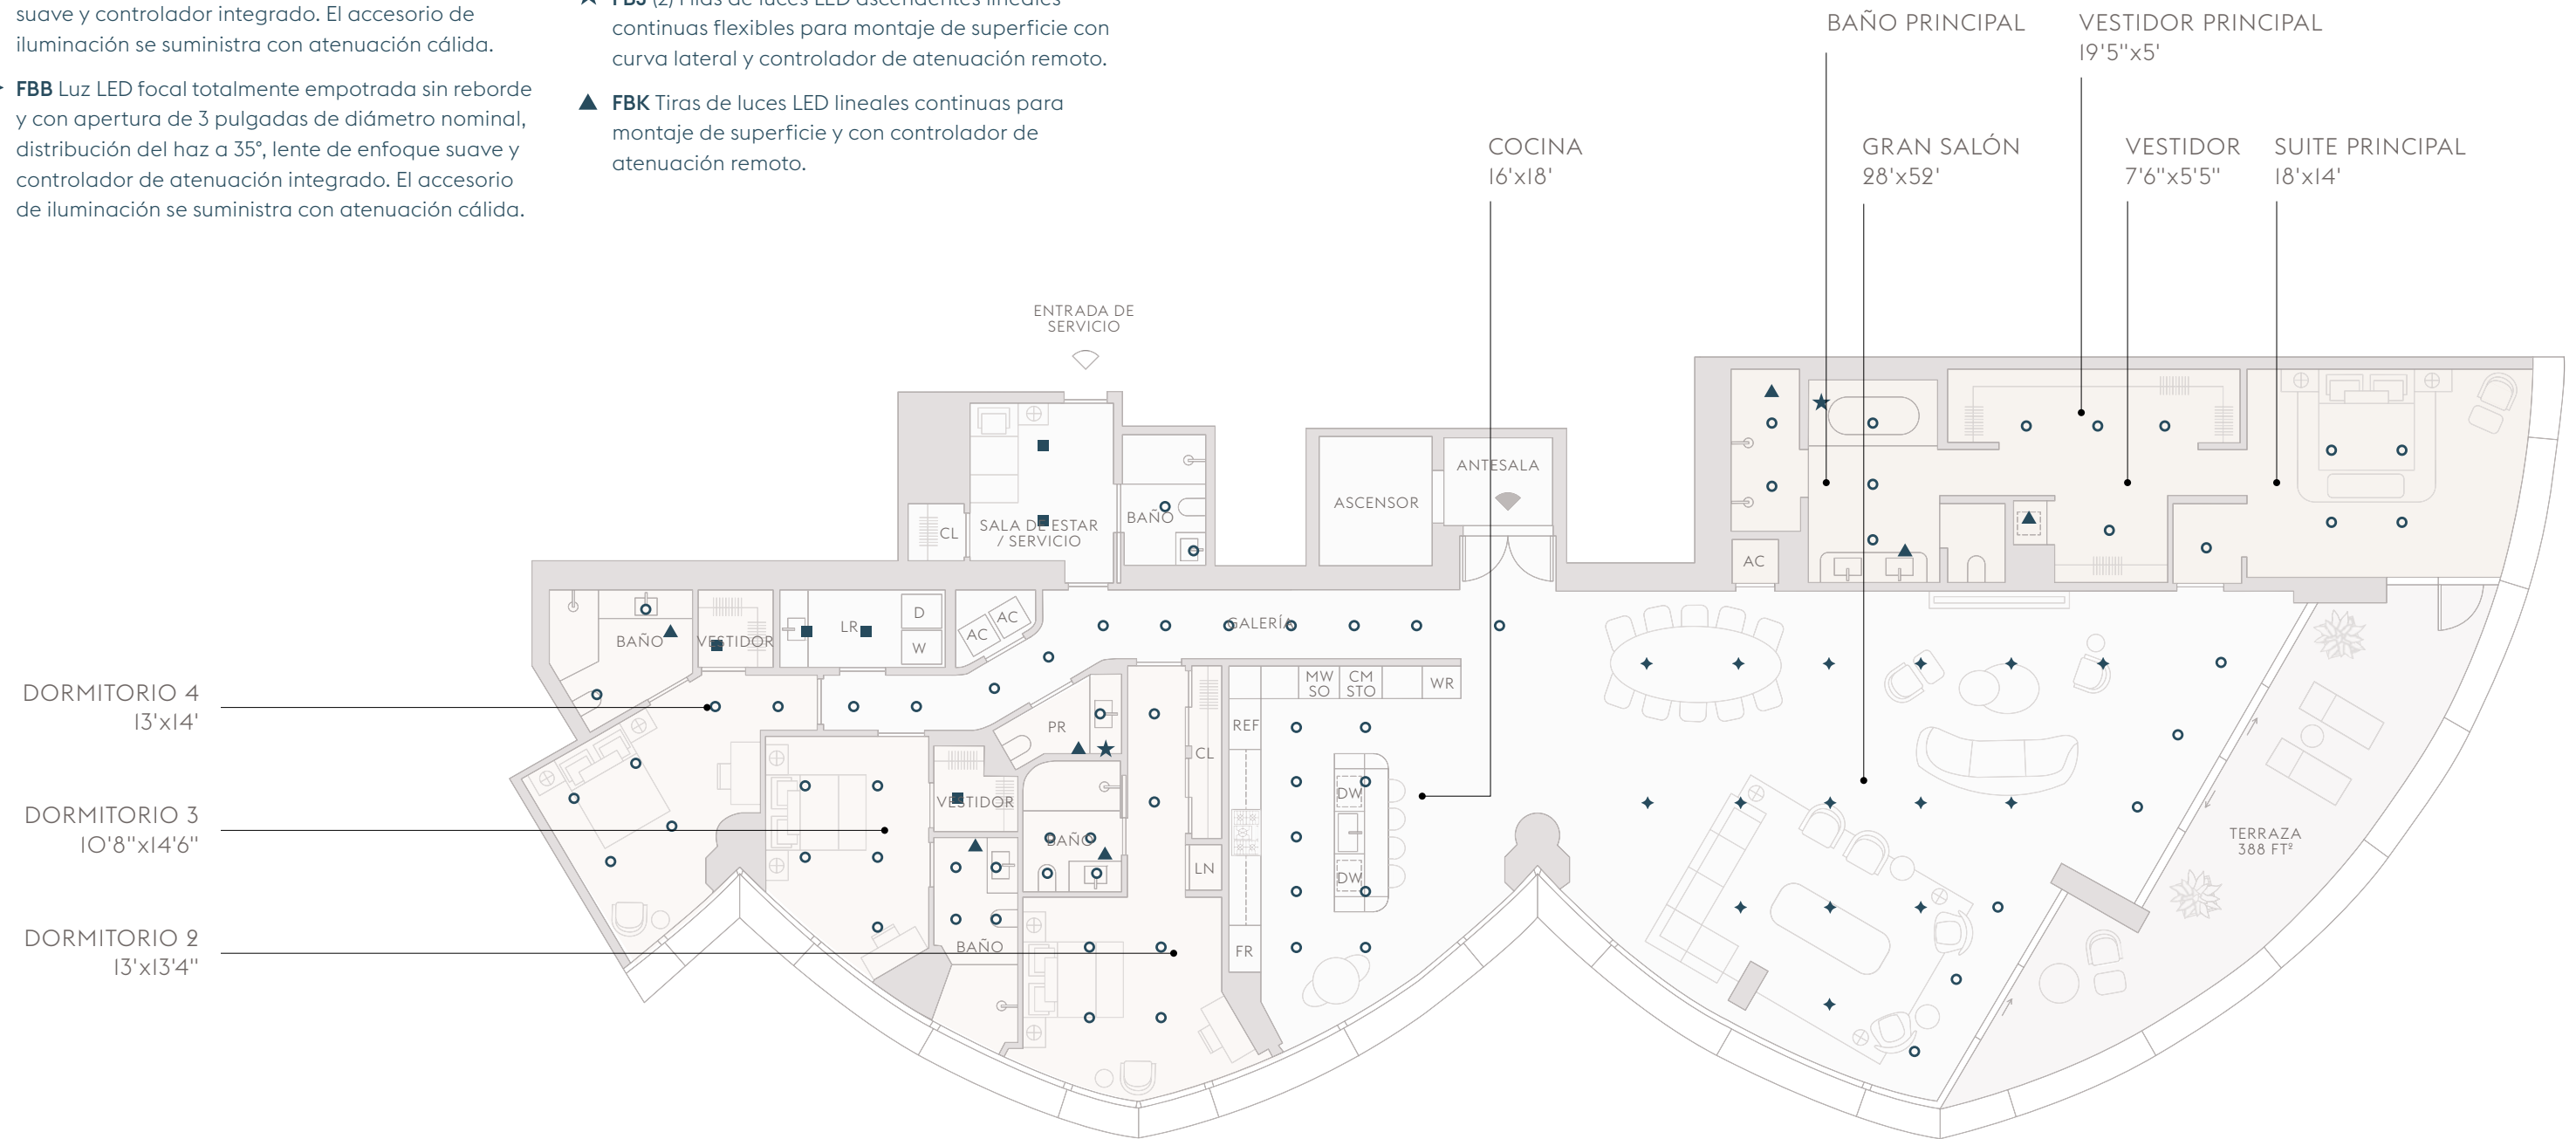 suave y controlador integrado. El accesorio de
iluminación se suministra con atenuación cálida.
FBB Luz LED focal totalmente empotrada sin reborde
y con apertura de 3 pulgadas de diámetro nominal,
distribución del haz a 35°, lente de enfoque suave y
controlador de atenuación integrado. El accesorio
de iluminación se suministra con atenuación cálida.
FBJ (2) Filas de luces LED ascendentes lineales
continuas flexibles para montaje de superficie con
curva lateral y controlador de atenuación remoto.
FBK Tiras de luces LED lineales continuas para
montaje de superficie y con controlador de
atenuación remoto.
BAÑO PRINCIPAL
VESTIDOR PRINCIPAL
19'5"x5'
COCINA
16'x18'
GRAN SALÓN
28'x52'
VESTIDOR
7'6"x5'5"
SUITE PRINCIPAL
18'x14'
ENTRADA DE
SERVICIO
CL
SALA DE ESTAR
/ SERVICIO
BAÑO
ASCENSOR
ANTESALA
AC
BAÑO
VESTIDOR
LR
D
W
AC
AC
GALERÍA
DORMITORIO 4
13'x14'
PR
CL
REF
MW
SO
CM
STO
WR
DW
DW
VESTIDOR
BAÑO
LN
FR
BAÑO
DORMITORIO 3
10'8"x14'6"
DORMITORIO 2
13'x13'4"
TERRAZA
388 FT²